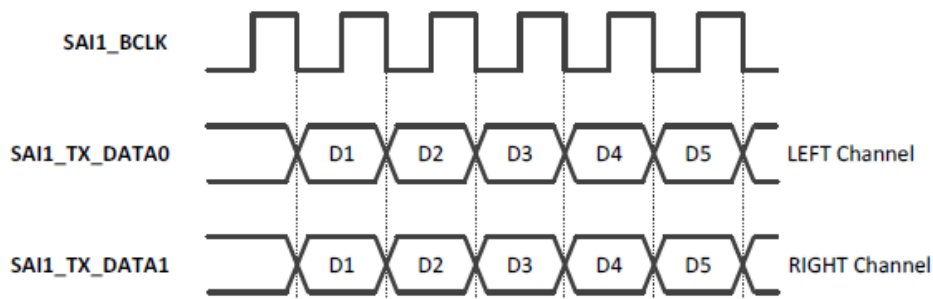 SAI1_BCLK
SAI1_TX_DATA0 D1 D2 D3 D4 D5 LEFT Channel
SAI1_TX_DATA1 D1 D2 D3 D4 D5 RIGHT Channel